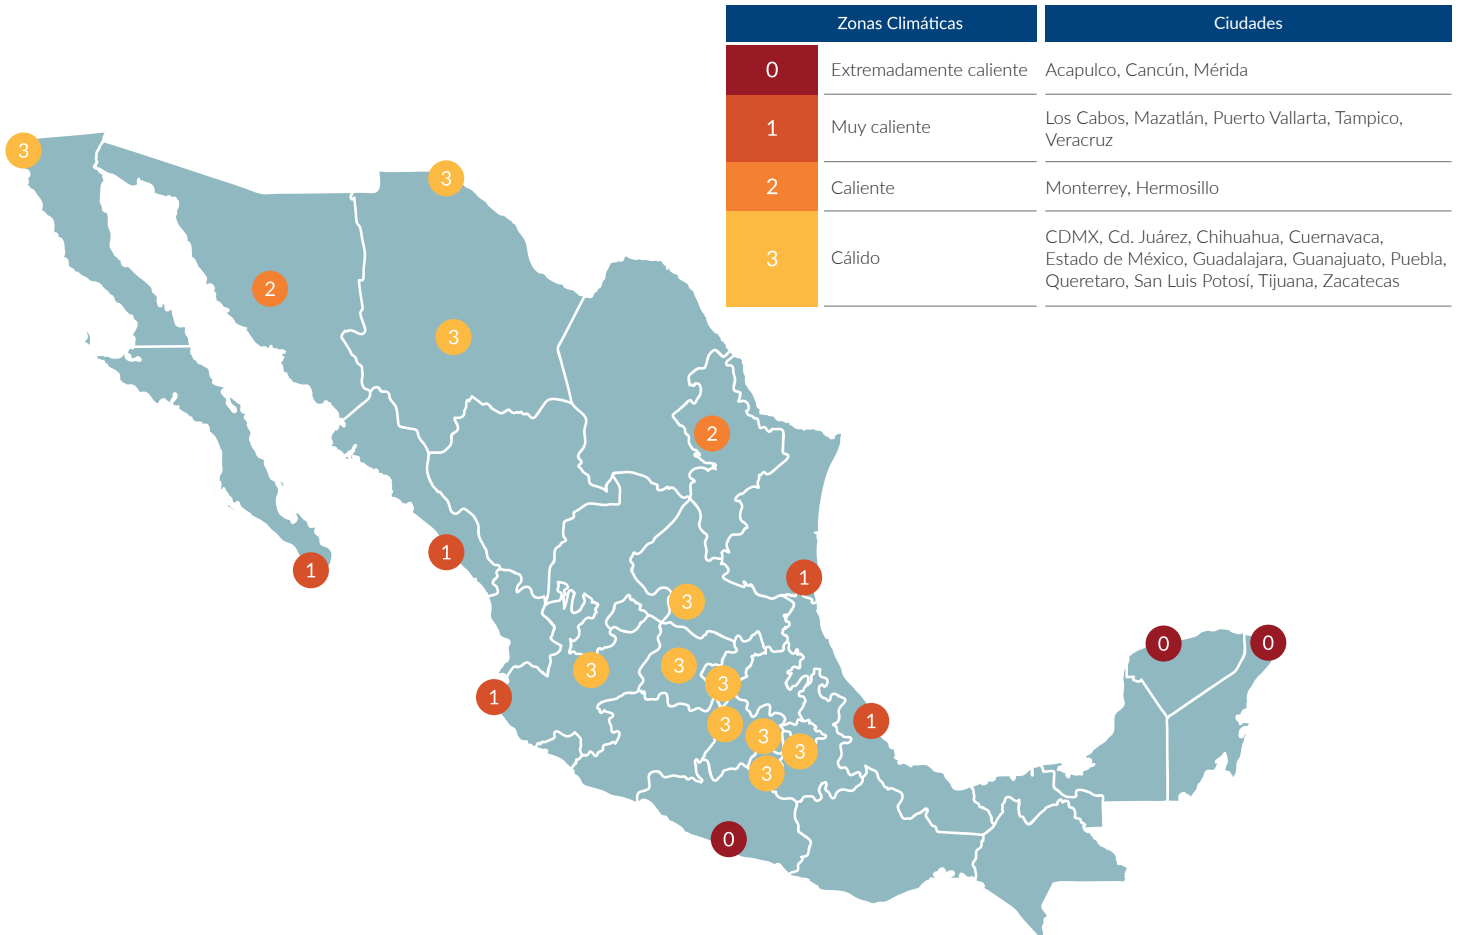 Zonas Climáticas Ciudades
0 Extremadamente caliente Acapulco, Cancún, Mérida
1 Muy caliente Los Cabos, Mazatlán, Puerto Vallarta, Tampico,
Veracruz
2 Caliente Monterrey, Hermosillo
3 Cálido CDMX, Cd. Juárez, Chihuahua, Cuernavaca,
Estado de México, Guadalajara, Guanajuato, Puebla,
Queretaro, San Luis Potosí, Tijuana, Zacatecas
3
3
2
3
2
1
1
1
3
0
0
3
3
3
1
1
3
3
3
3
0